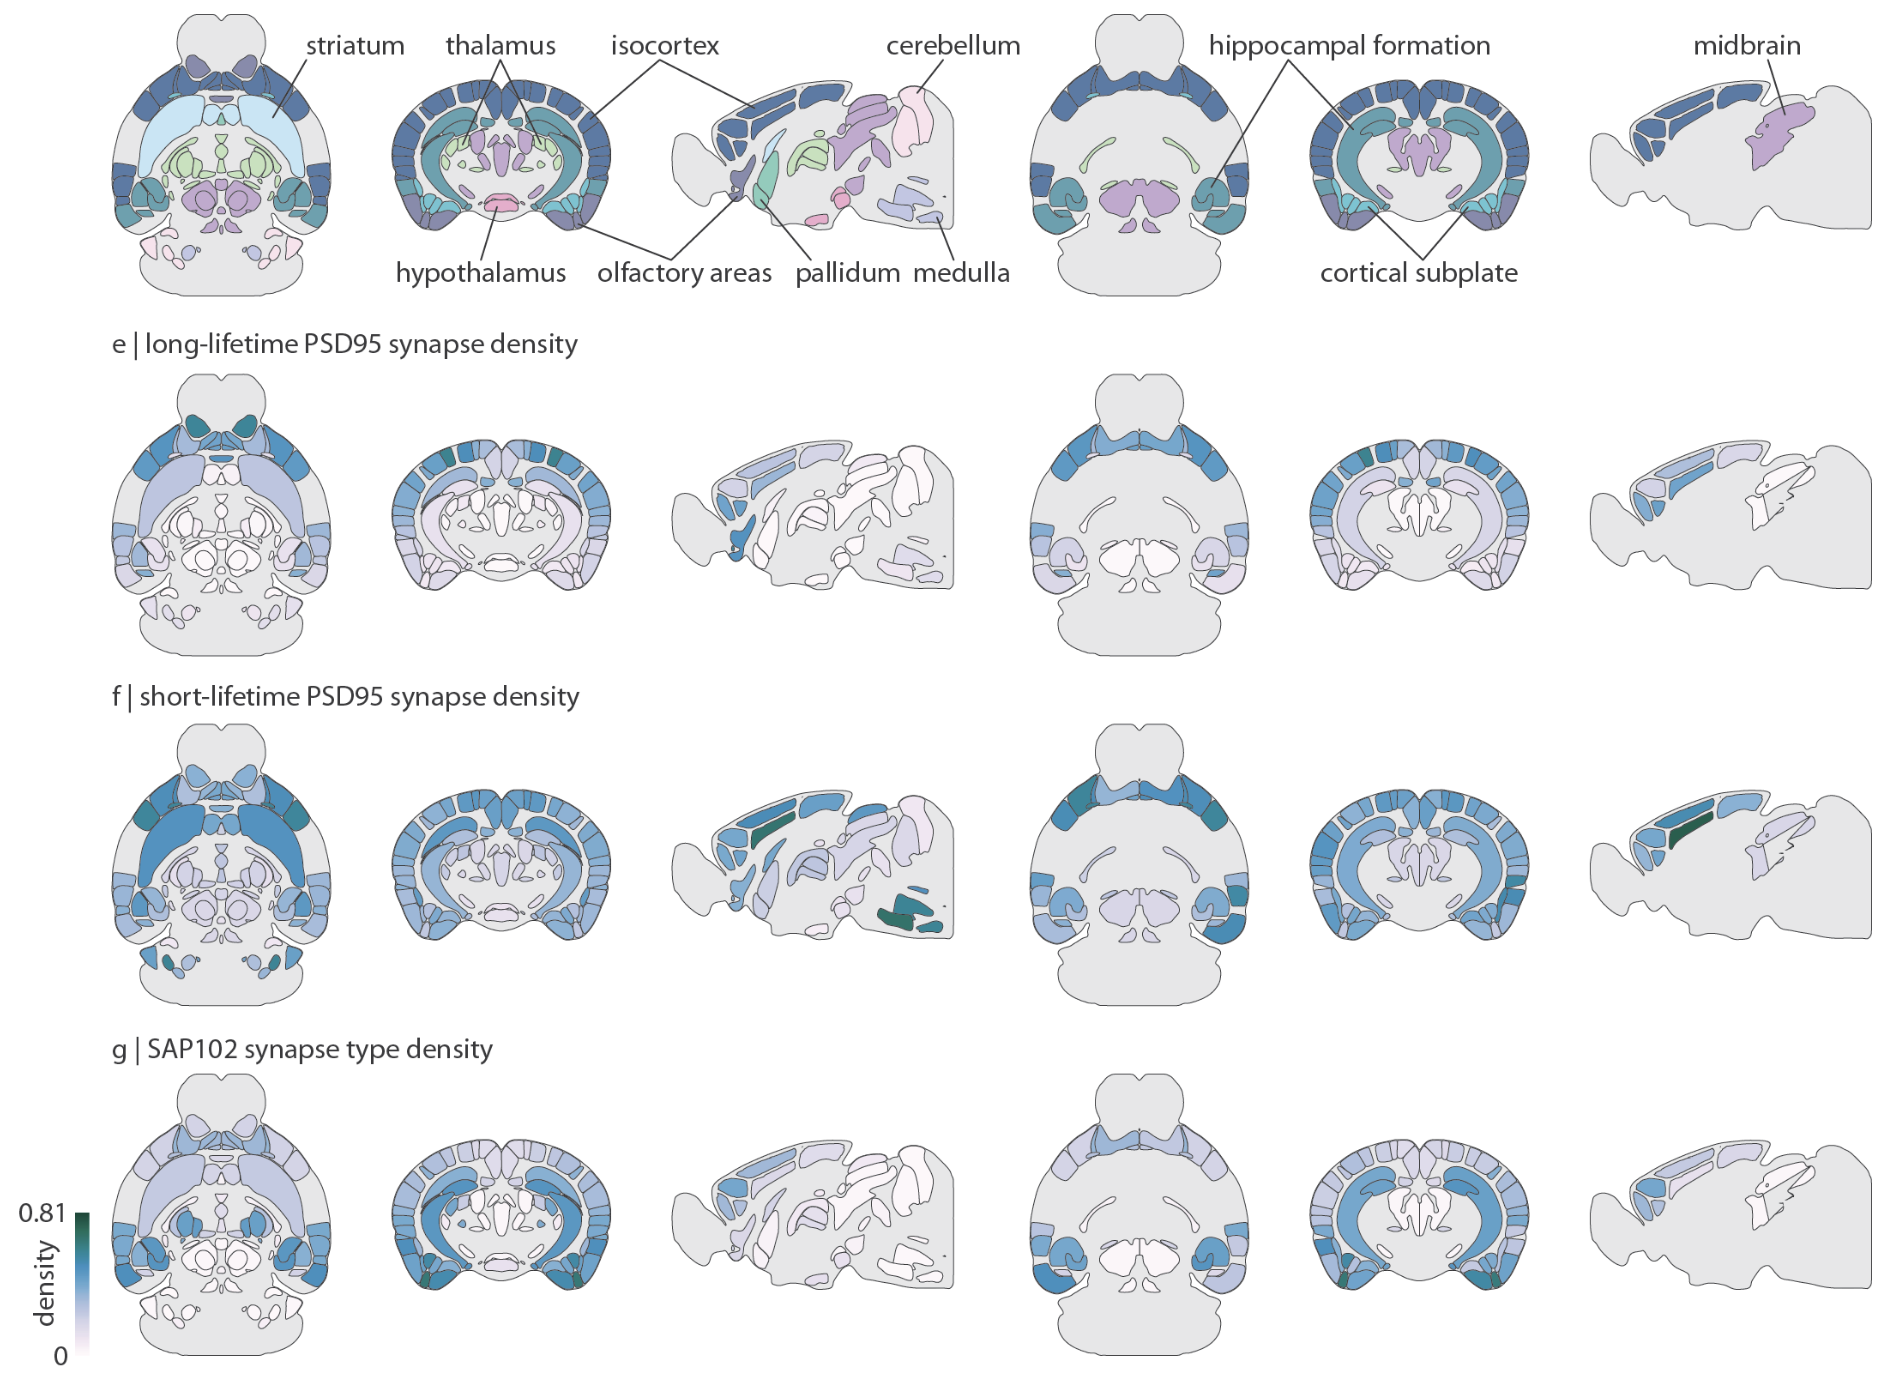 striatum thalamus isocortex cerebellum hippocampal formation midbrain
hypothalamus olfactory areas pallidum medulla cortical subplate
e | long-lifetime PSD95 synapse density
f | short-lifetime PSD95 synapse density
g | SAP102 synapse type density
0.81
density
0